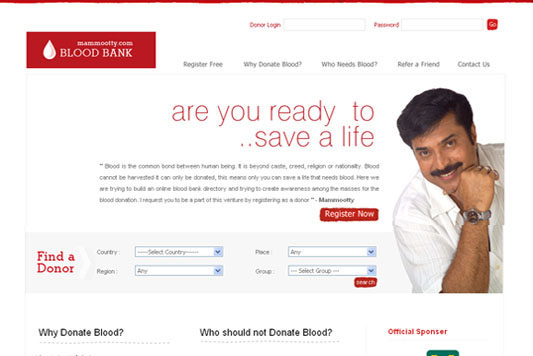 Donor Login Password Go
mammootty.com
BLOOD BANK
Register Free Why Donate Blood? Who Needs Blood? Refer a Friend Contact Us
are you ready to
..save a life
" Blood is the common bond between human being. It is beyond caste, creed, religion or nationality. Blood
cannot be harvested it can only be donated, this means only you can save a life that needs blood. Here we
are trying to build an online blood bank directory and trying to create awareness among the masses for the
blood donation. I request you to be a part of this venture by registering as a donor " - Mammootty
Register Now
Find a
Donor
Country : -----Select Country------ Place : Any
Region : Any Group : --- Select Group ---
search
Why Donate Blood? Who should not Donate Blood? Official Sponser